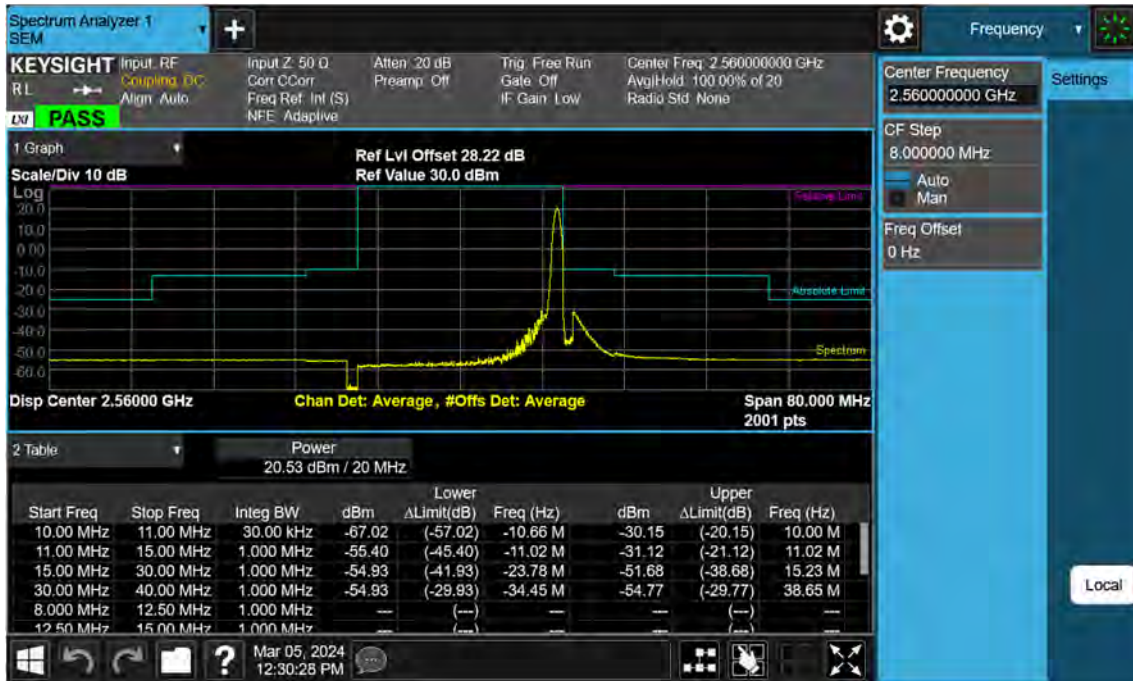 Spectrum Analyzer 1
SEM
+
Frequency
KEYSIGHT
RL
LXI
PASS
Input: RF
Coupling: DC
Align: Auto
Input Z: 50 Ω
Corr CCorr
Freq Ref: Int (S)
NFE: Adaptive
Atten: 20 dB
Preamp: Off
Trig: Free Run
Gate: Off
IF Gain: Low
Center Freq: 2.560000000 GHz
Avg|Hold: 100.00% of 20
Radio Std: None
Center Frequency
2.560000000 GHz
Settings
CF Step
8.000000 MHz
Auto
Man
Freq Offset
0 Hz
Local
1 Graph
Scale/Div 10 dB
Ref Lvl Offset 28.22 dB
Ref Value 30.0 dBm
Log
20.0
10.0
0.00
-10.0
-20.0
-30.0
-40.0
-50.0
-60.0
Relative Limit
Absolute Limit
Spectrum
Disp Center 2.56000 GHz
Chan Det: Average, #Offs Det: Average
Span 80.000 MHz
2001 pts
2 Table
Power
20.53 dBm / 20 MHz
Lower Upper
Start Freq Stop Freq Integ BW dBm ΔLimit(dB) Freq (Hz) dBm ΔLimit(dB) Freq (Hz)
10.00 MHz 11.00 MHz 30.00 kHz -67.02 (-57.02) -10.66 M -30.15 (-20.15) 10.00 M
11.00 MHz 15.00 MHz 1.000 MHz -55.40 (-45.40) -11.02 M -31.12 (-21.12) 11.02 M
15.00 MHz 30.00 MHz 1.000 MHz -54.93 (-41.93) -23.78 M -51.68 (-38.68) 15.23 M
30.00 MHz 40.00 MHz 1.000 MHz -54.93 (-29.93) -34.45 M -54.77 (-29.77) 38.65 M
8.000 MHz 12.50 MHz 1.000 MHz --- (---) --- --- (---) ---
12.50 MHz 15.00 MHz 1.000 MHz --- (---) --- --- (---) ---
?
Mar 05, 2024
12:30:28 PM